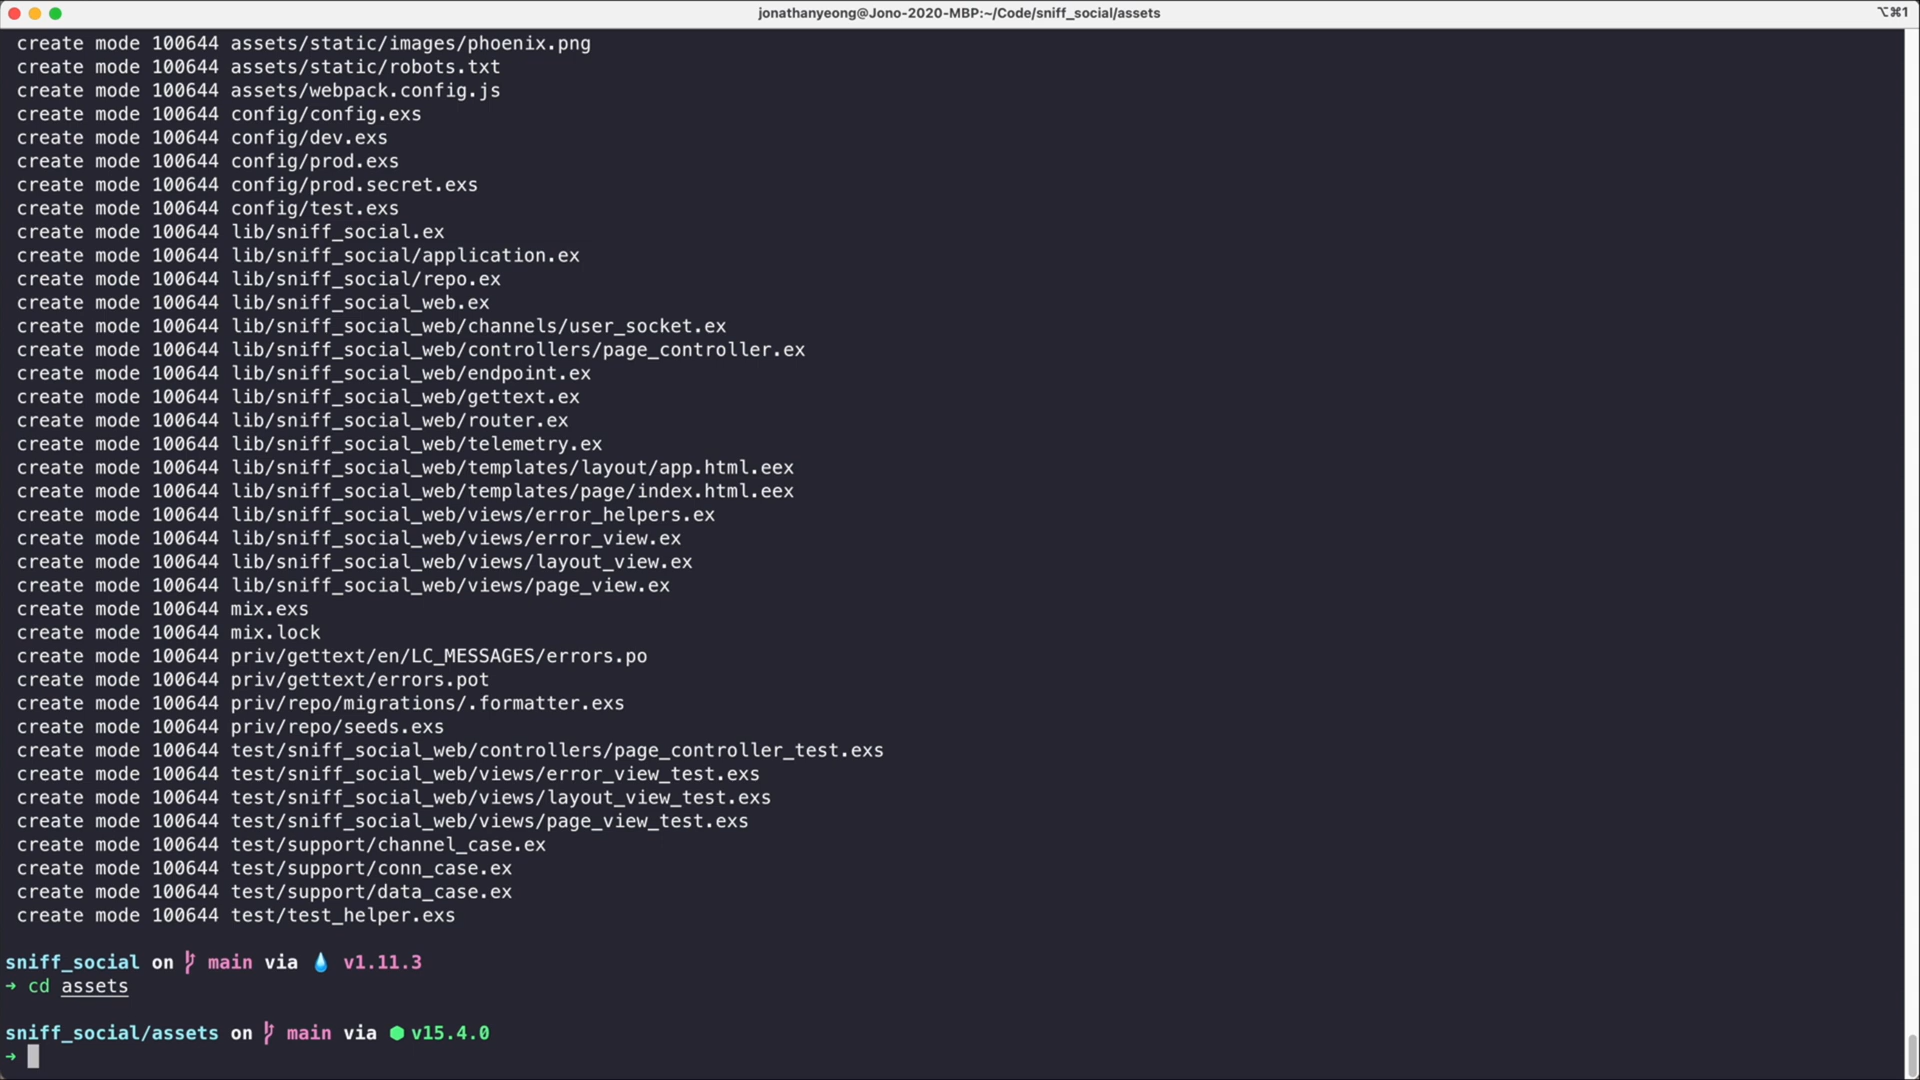 jonathanyeong@Jono-2020-MBP:~/Code/sniff_social/assets
⌥⌘1
create mode 100644 assets/static/images/phoenix.png
create mode 100644 assets/static/robots.txt
create mode 100644 assets/webpack.config.js
create mode 100644 config/config.exs
create mode 100644 config/dev.exs
create mode 100644 config/prod.exs
create mode 100644 config/prod.secret.exs
create mode 100644 config/test.exs
create mode 100644 lib/sniff_social.ex
create mode 100644 lib/sniff_social/application.ex
create mode 100644 lib/sniff_social/repo.ex
create mode 100644 lib/sniff_social_web.ex
create mode 100644 lib/sniff_social_web/channels/user_socket.ex
create mode 100644 lib/sniff_social_web/controllers/page_controller.ex
create mode 100644 lib/sniff_social_web/endpoint.ex
create mode 100644 lib/sniff_social_web/gettext.ex
create mode 100644 lib/sniff_social_web/router.ex
create mode 100644 lib/sniff_social_web/telemetry.ex
create mode 100644 lib/sniff_social_web/templates/layout/app.html.eex
create mode 100644 lib/sniff_social_web/templates/page/index.html.eex
create mode 100644 lib/sniff_social_web/views/error_helpers.ex
create mode 100644 lib/sniff_social_web/views/error_view.ex
create mode 100644 lib/sniff_social_web/views/layout_view.ex
create mode 100644 lib/sniff_social_web/views/page_view.ex
create mode 100644 mix.exs
create mode 100644 mix.lock
create mode 100644 priv/gettext/en/LC_MESSAGES/errors.po
create mode 100644 priv/gettext/errors.pot
create mode 100644 priv/repo/migrations/.formatter.exs
create mode 100644 priv/repo/seeds.exs
create mode 100644 test/sniff_social_web/controllers/page_controller_test.exs
create mode 100644 test/sniff_social_web/views/error_view_test.exs
create mode 100644 test/sniff_social_web/views/layout_view_test.exs
create mode 100644 test/sniff_social_web/views/page_view_test.exs
create mode 100644 test/support/channel_case.ex
create mode 100644 test/support/conn_case.ex
create mode 100644 test/support/data_case.ex
create mode 100644 test/test_helper.exs
sniff_social on main via 💧 v1.11.3
→ cd assets
sniff_social/assets on main via ⬢ v15.4.0
→